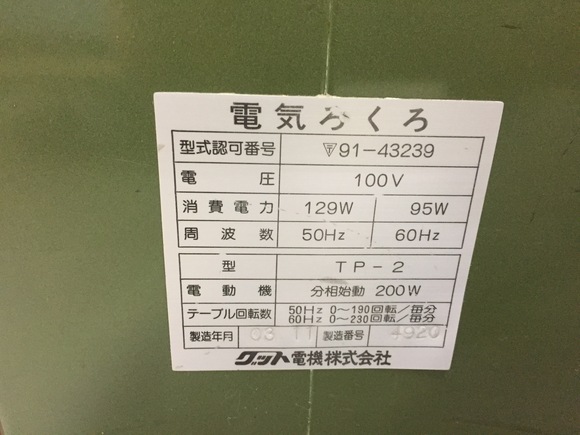 電気ろくろ
型式認可番号 91-43239
電圧 100V
消費電力 129W 95W
周波数 50Hz 60Hz
型 TP-2
電動機 分相始動 200W
テーブル回転数 50Hz 0〜190回転/毎分
60Hz 0〜230回転/毎分
製造年月 03 11 製造番号 4920
グット電機株式会社